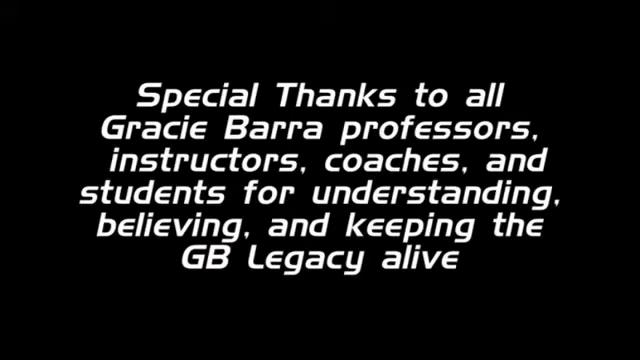 Special Thanks to all
Gracie Barra professors,
instructors, coaches, and
students for understanding,
believing, and keeping the
GB Legacy alive